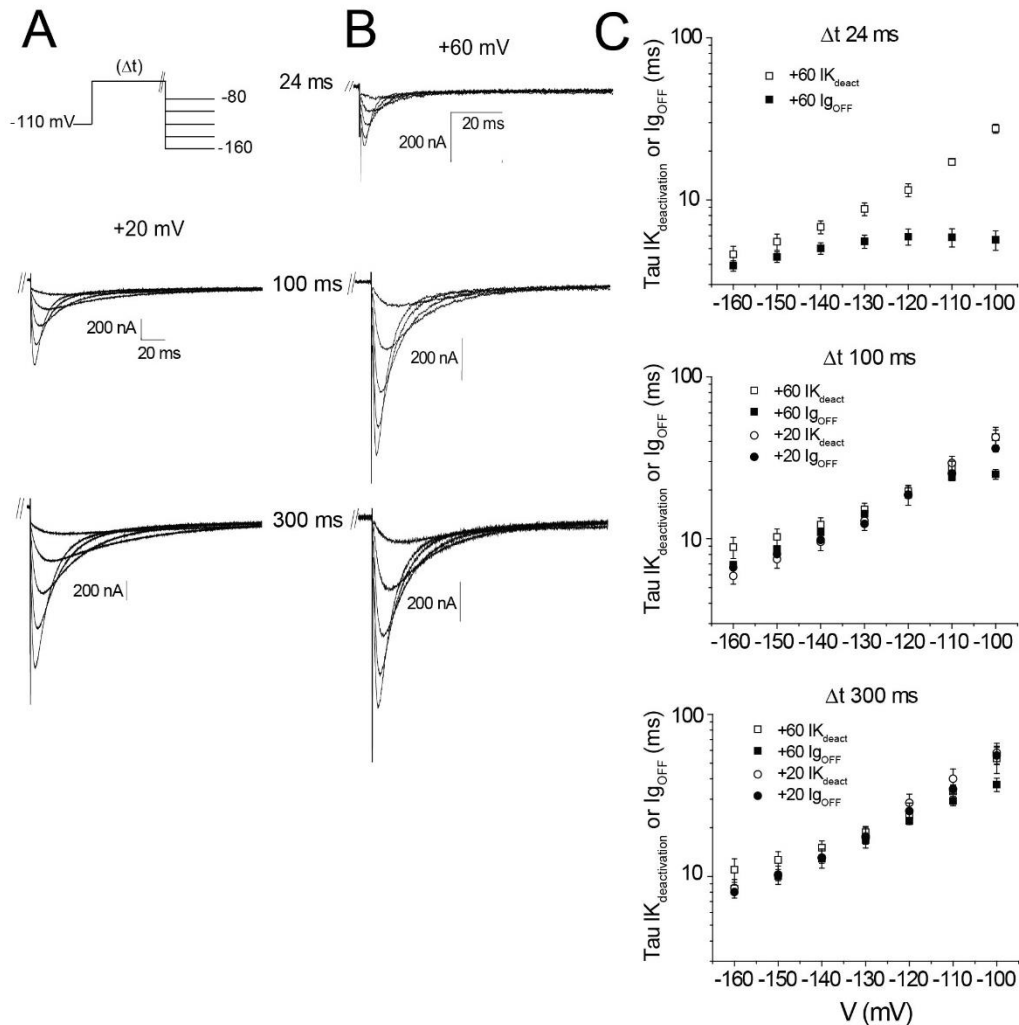 A
(Δt)
-110 mV
-80
-160
+20 mV
200 nA
20 ms
200 nA
B
+60 mV
24 ms
200 nA
20 ms
100 ms
200 nA
300 ms
200 nA
C
Δt 24 ms
+60 IKdeact
+60 IgOFF
Tau IKdeactivation or IgOFF (ms)
100
10
-160 -150 -140 -130 -120 -110 -100
Δt 100 ms
+60 IKdeact
+60 IgOFF
+20 IKdeact
+20 IgOFF
Tau IKdeactivation or IgOFF (ms)
100
10
-160 -150 -140 -130 -120 -110 -100
Δt 300 ms
+60 IKdeact
+60 IgOFF
+20 IKdeact
+20 IgOFF
Tau IKdeactivation or IgOFF (ms)
100
10
-160 -150 -140 -130 -120 -110 -100
V (mV)